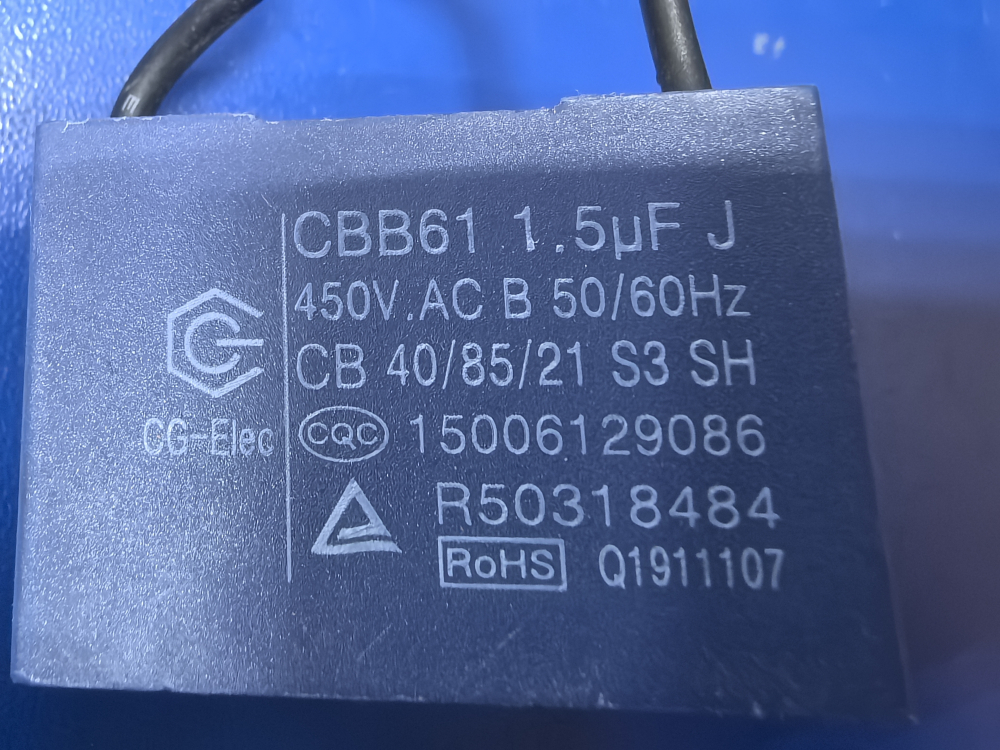 CBB61 1.5µF J
450V.AC B 50/60Hz
CB 40/85/21 S3 SH
CG-Elec
CQC 15006129086
R50318484
RoHS Q1911107